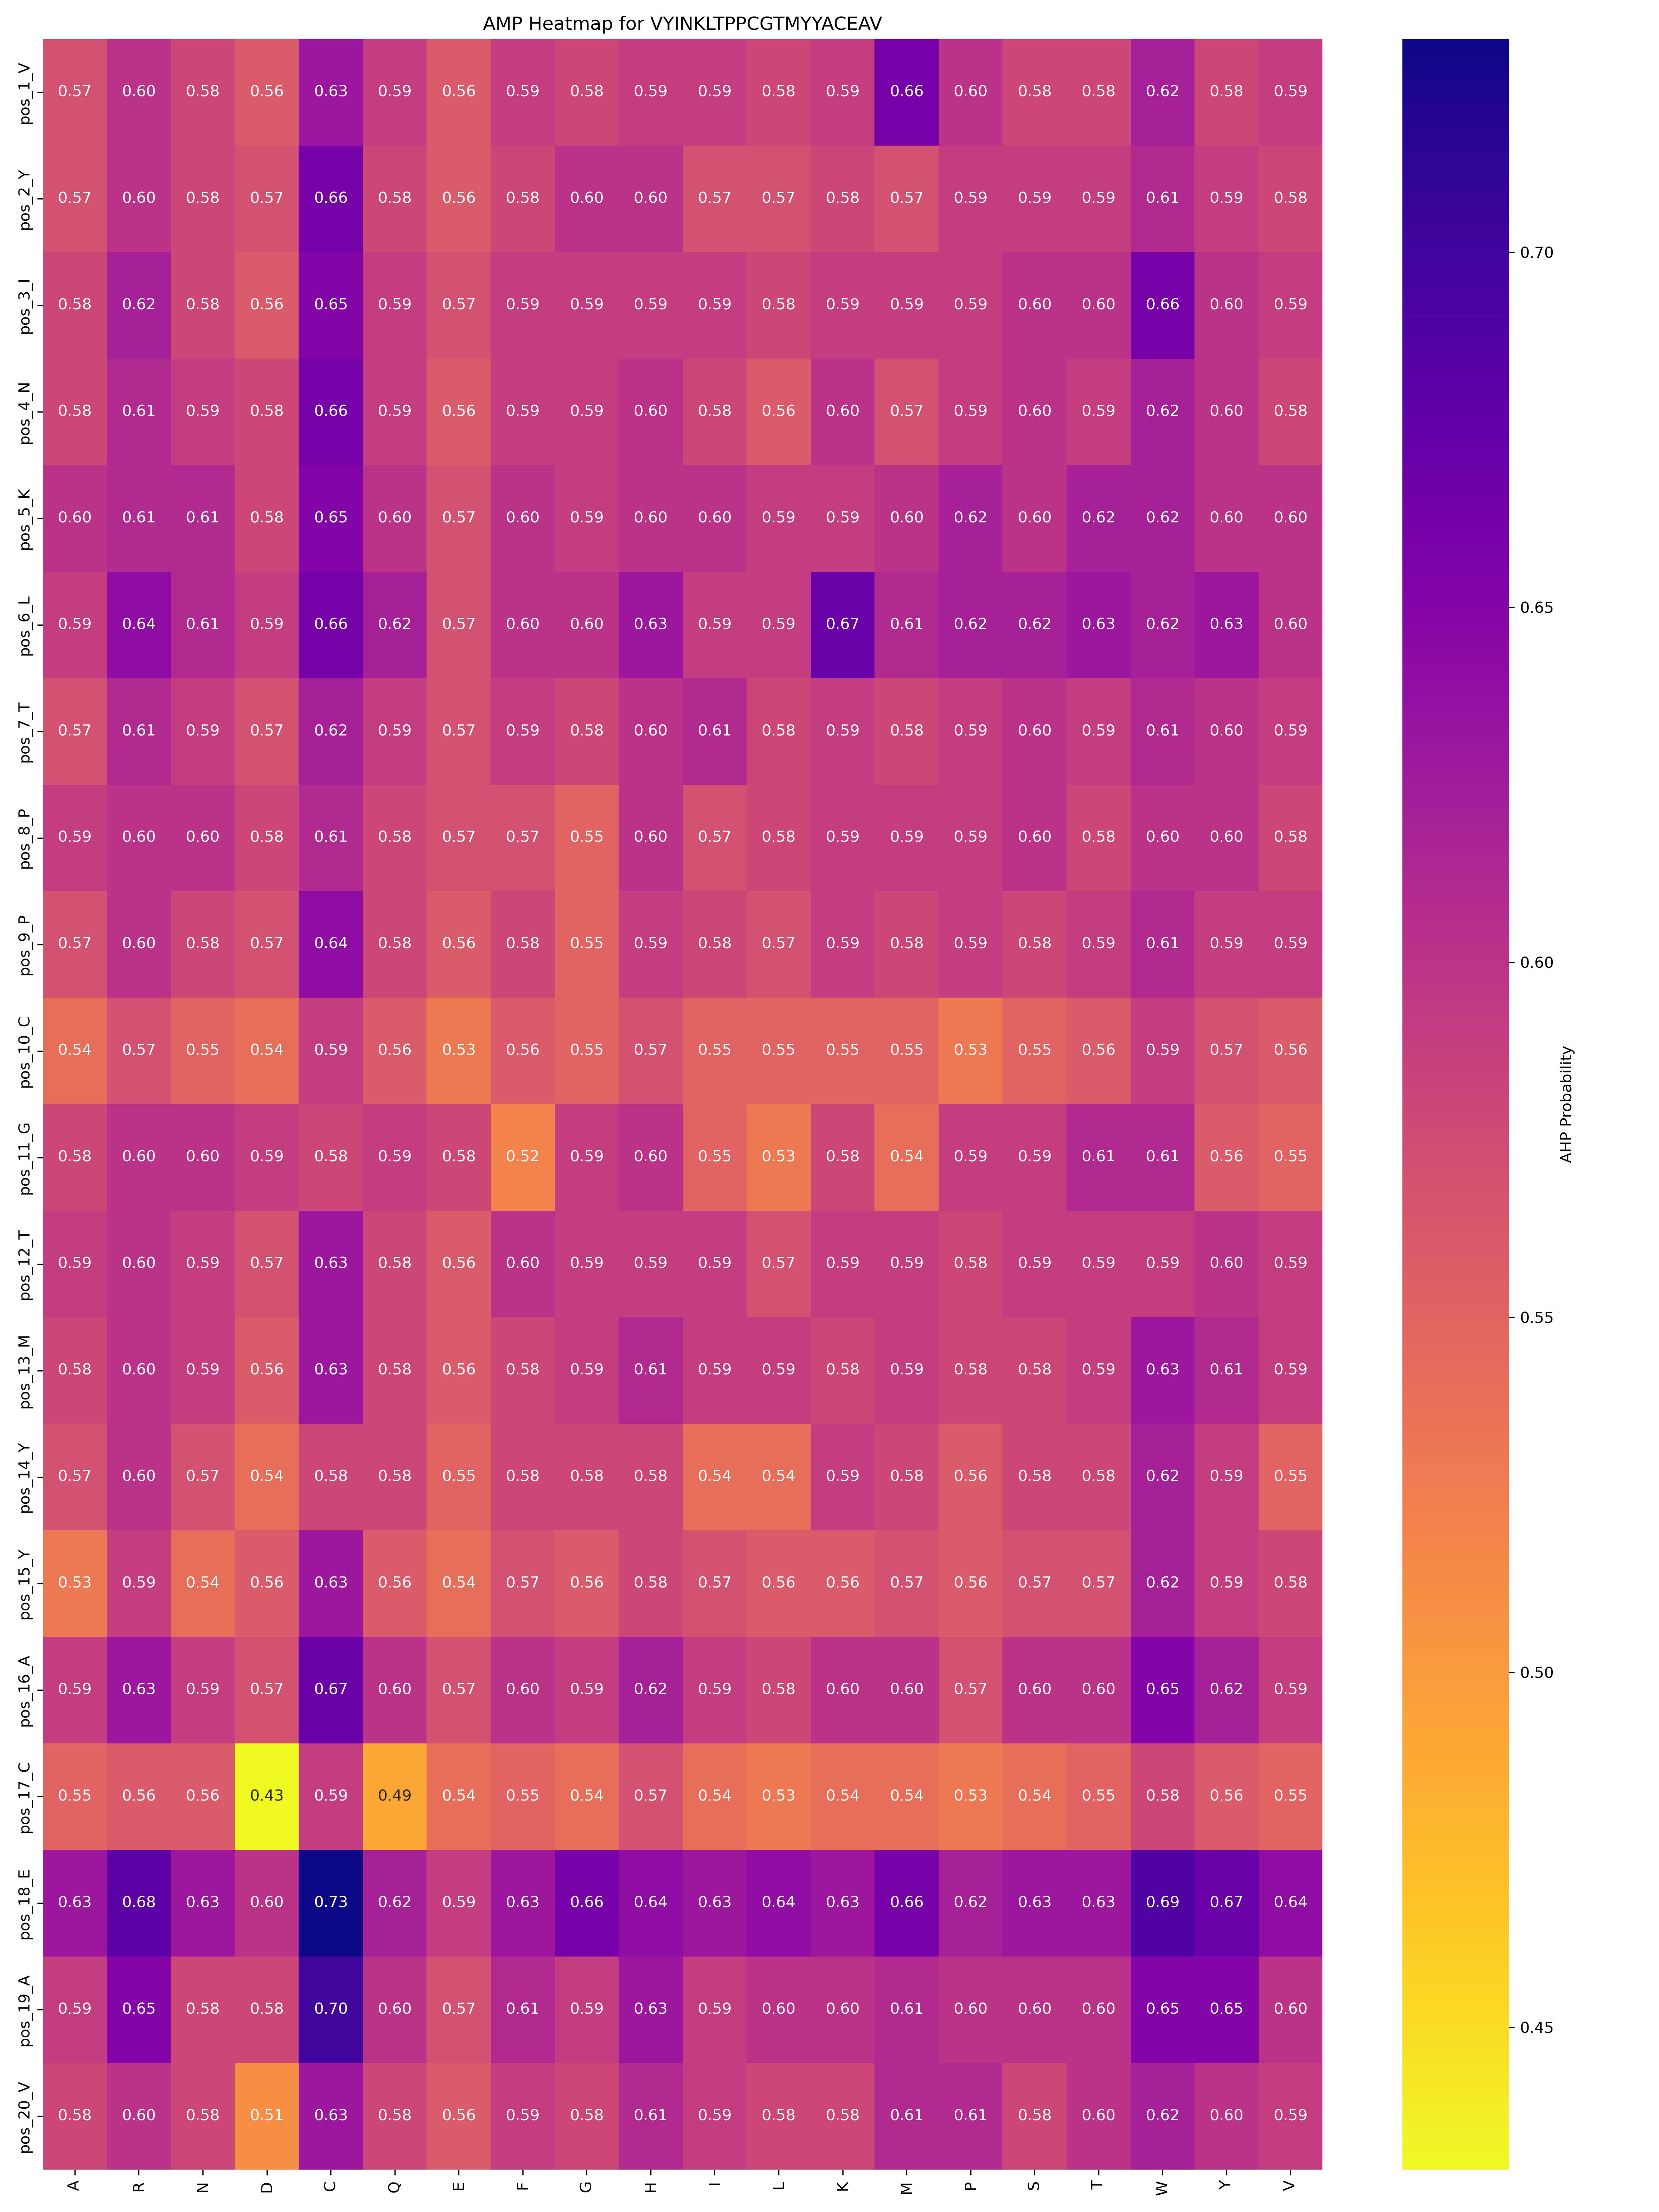 AMP Heatmap for VYINKLTPPCGTMYYACEAV
pos_1_V 0.57 0.60 0.58 0.56 0.63 0.59 0.56 0.59 0.58 0.59 0.59 0.58 0.59 0.66 0.60 0.58 0.58 0.62 0.58 0.59
pos_2_Y 0.57 0.60 0.58 0.57 0.66 0.58 0.56 0.58 0.60 0.60 0.57 0.57 0.58 0.57 0.59 0.59 0.59 0.61 0.59 0.58
pos_3_I 0.58 0.62 0.58 0.56 0.65 0.59 0.57 0.59 0.59 0.59 0.59 0.58 0.59 0.59 0.59 0.60 0.60 0.66 0.60 0.59
pos_4_N 0.58 0.61 0.59 0.58 0.66 0.59 0.56 0.59 0.59 0.60 0.58 0.56 0.60 0.57 0.59 0.60 0.59 0.62 0.60 0.58
pos_5_K 0.60 0.61 0.61 0.58 0.65 0.60 0.57 0.60 0.59 0.60 0.60 0.59 0.59 0.60 0.62 0.60 0.62 0.62 0.60 0.60
pos_6_L 0.59 0.64 0.61 0.59 0.66 0.62 0.57 0.60 0.60 0.63 0.59 0.59 0.67 0.61 0.62 0.62 0.63 0.62 0.63 0.60
pos_7_T 0.57 0.61 0.59 0.57 0.62 0.59 0.57 0.59 0.58 0.60 0.61 0.58 0.59 0.58 0.59 0.60 0.59 0.61 0.60 0.59
pos_8_P 0.59 0.60 0.60 0.58 0.61 0.58 0.57 0.57 0.55 0.60 0.57 0.58 0.59 0.59 0.59 0.60 0.58 0.60 0.60 0.58
pos_9_P 0.57 0.60 0.58 0.57 0.64 0.58 0.56 0.58 0.55 0.59 0.58 0.57 0.59 0.58 0.59 0.58 0.59 0.61 0.59 0.59
pos_10_C 0.54 0.57 0.55 0.54 0.59 0.56 0.53 0.56 0.55 0.57 0.55 0.55 0.55 0.55 0.53 0.55 0.56 0.59 0.57 0.56
pos_11_G 0.58 0.60 0.60 0.59 0.58 0.59 0.58 0.52 0.59 0.60 0.55 0.53 0.58 0.54 0.59 0.59 0.61 0.61 0.56 0.55
pos_12_T 0.59 0.60 0.59 0.57 0.63 0.58 0.56 0.60 0.59 0.59 0.59 0.57 0.59 0.59 0.58 0.59 0.59 0.59 0.60 0.59
pos_13_M 0.58 0.60 0.59 0.56 0.63 0.58 0.56 0.58 0.59 0.61 0.59 0.59 0.58 0.59 0.58 0.58 0.59 0.63 0.61 0.59
pos_14_Y 0.57 0.60 0.57 0.54 0.58 0.58 0.55 0.58 0.58 0.58 0.54 0.54 0.59 0.58 0.56 0.58 0.58 0.62 0.59 0.55
pos_15_Y 0.53 0.59 0.54 0.56 0.63 0.56 0.54 0.57 0.56 0.58 0.57 0.56 0.56 0.57 0.56 0.57 0.57 0.62 0.59 0.58
pos_16_A 0.59 0.63 0.59 0.57 0.67 0.60 0.57 0.60 0.59 0.62 0.59 0.58 0.60 0.60 0.57 0.60 0.60 0.65 0.62 0.59
pos_17_C 0.55 0.56 0.56 0.43 0.59 0.49 0.54 0.55 0.54 0.57 0.54 0.53 0.54 0.54 0.53 0.54 0.55 0.58 0.56 0.55
pos_18_E 0.63 0.68 0.63 0.60 0.73 0.62 0.59 0.63 0.66 0.64 0.63 0.64 0.63 0.66 0.62 0.63 0.63 0.69 0.67 0.64
pos_19_A 0.59 0.65 0.58 0.58 0.70 0.60 0.57 0.61 0.59 0.63 0.59 0.60 0.60 0.61 0.60 0.60 0.60 0.65 0.65 0.60
pos_20_V 0.58 0.60 0.58 0.51 0.63 0.58 0.56 0.59 0.58 0.61 0.59 0.58 0.58 0.61 0.61 0.58 0.60 0.62 0.60 0.59
A R N D C Q E F G H I L K M P S T W Y V
0.70
0.65
0.60
0.55
0.50
0.45
AHP Probability